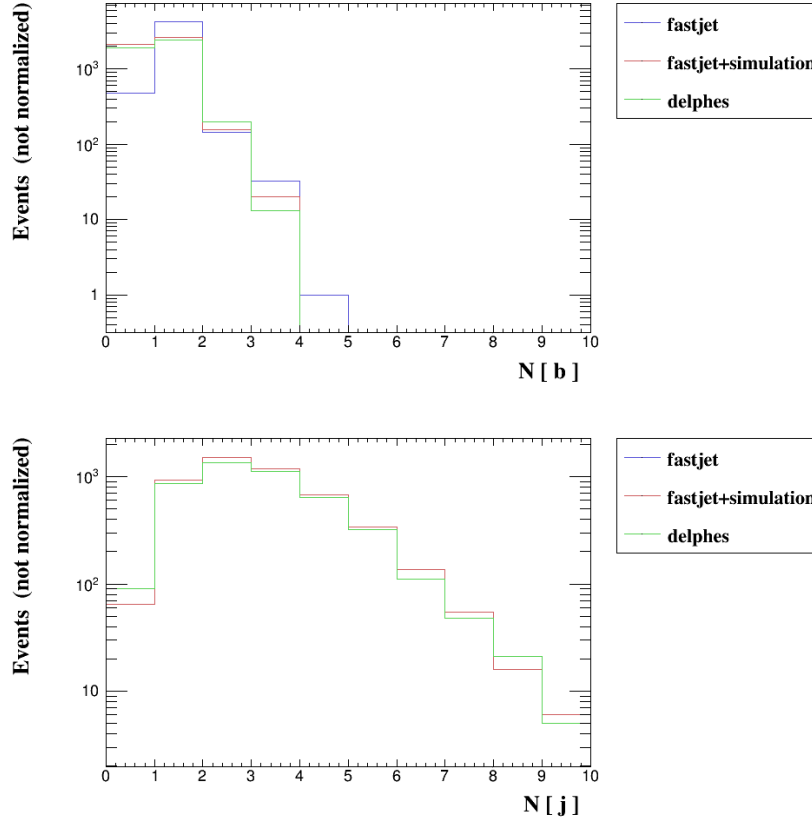 Events (not normalized)
10³
10²
10
1
0 1 2 3 4 5 6 7 8 9 10
N [ b ]
fastjet
fastjet+simulation
delphes
Events (not normalized)
10³
10²
10
0 1 2 3 4 5 6 7 8 9 10
N [ j ]
fastjet
fastjet+simulation
delphes